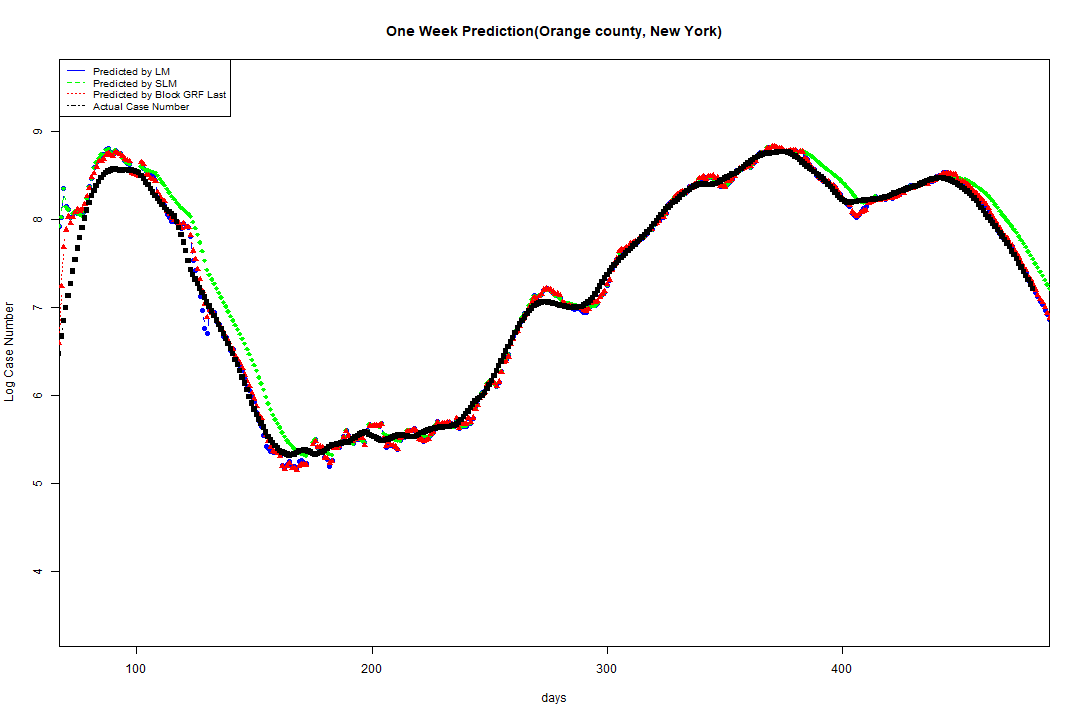 One Week Prediction(Orange county, New York)
Predicted by LM
Predicted by SLM
Predicted by Block GRF Last
Actual Case Number
9
8
7
6
5
4
Log Case Number
100 200 300 400
days